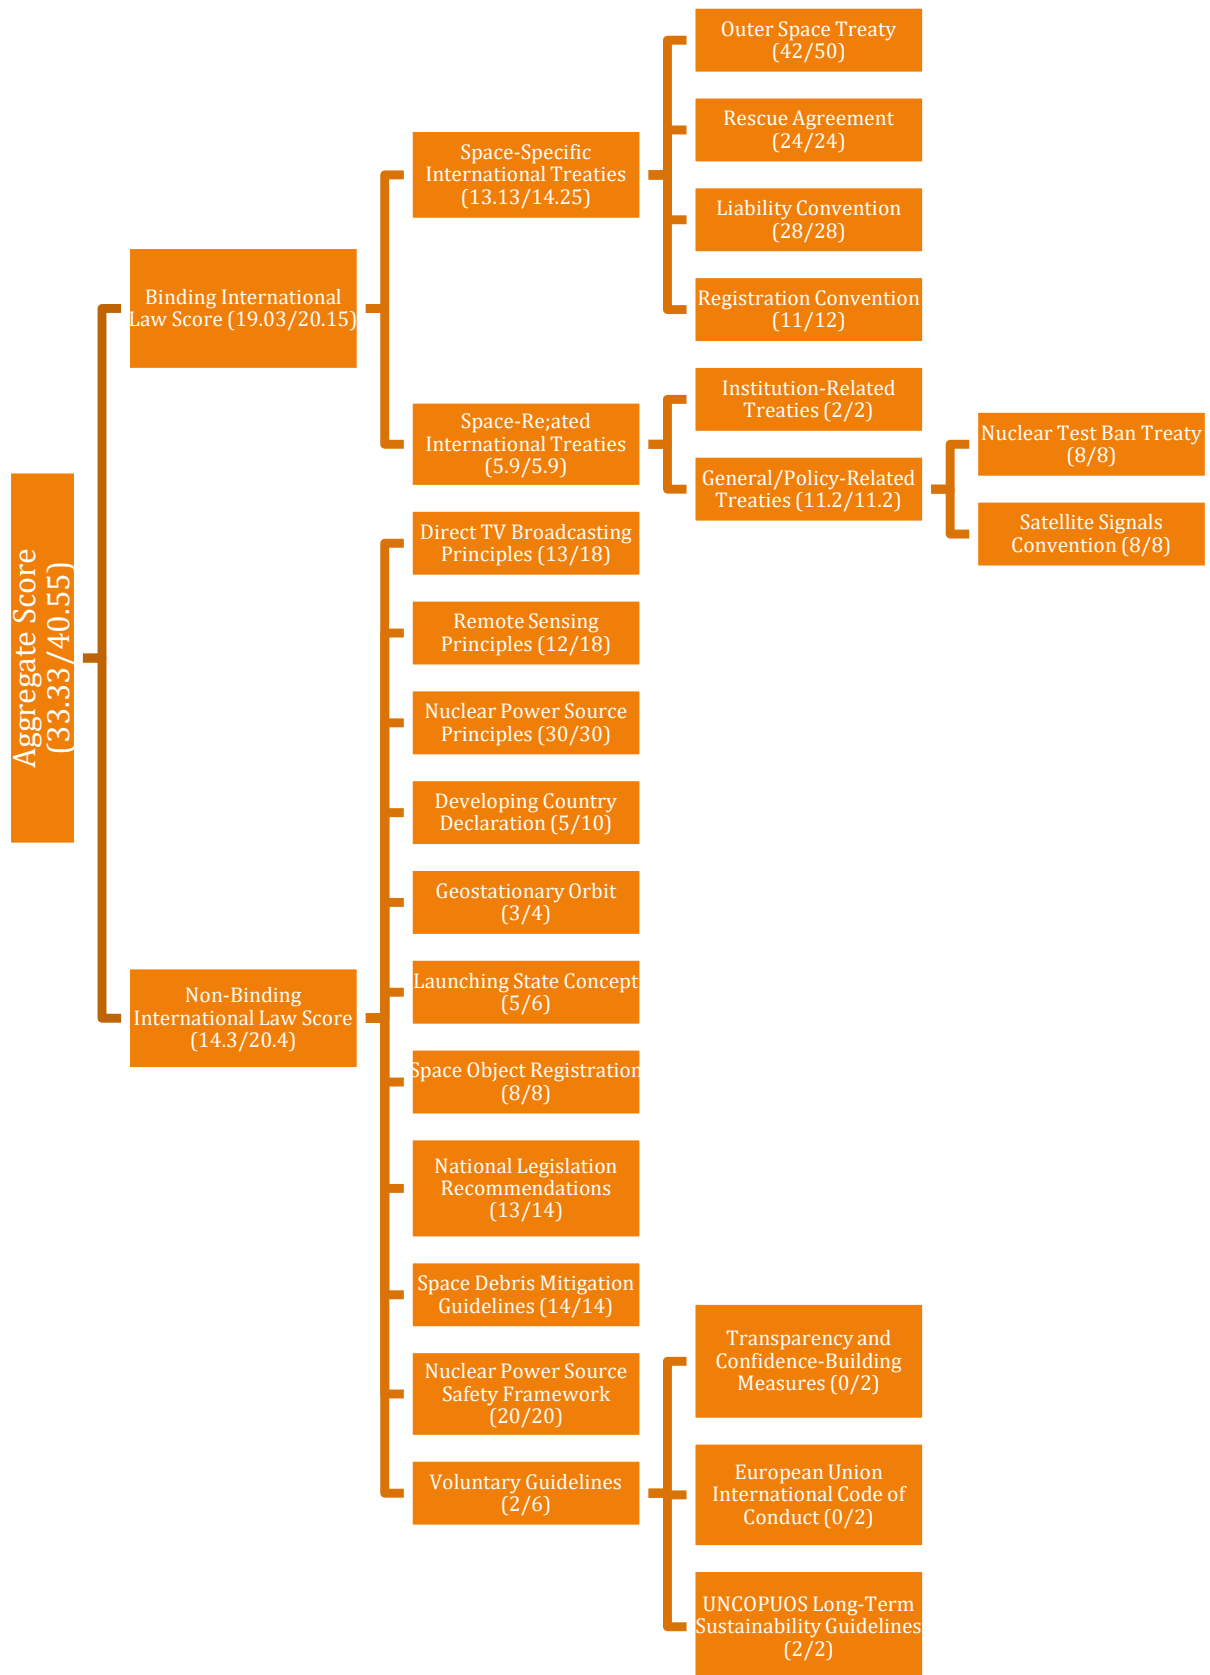 Aggregate Score
(33.33/40.55)
Binding International
Law Score (19.03/20.15)
Space-Specific
International Treaties
(13.13/14.25)
Outer Space Treaty
(42/50)
Rescue Agreement
(24/24)
Liability Convention
(28/28)
Registration Convention
(11/12)
Space-Re;ated
International Treaties
(5.9/5.9)
Institution-Related
Treaties (2/2)
General/Policy-Related
Treaties (11.2/11.2)
Nuclear Test Ban Treaty
(8/8)
Satellite Signals
Convention (8/8)
Non-Binding
International Law Score
(14.3/20.4)
Direct TV Broadcasting
Principles (13/18)
Remote Sensing
Principles (12/18)
Nuclear Power Source
Principles (30/30)
Developing Country
Declaration (5/10)
Geostationary Orbit
(3/4)
Launching State Concept
(5/6)
Space Object Registration
(8/8)
National Legislation
Recommendations
(13/14)
Space Debris Mitigation
Guidelines (14/14)
Nuclear Power Source
Safety Framework
(20/20)
Voluntary Guidelines
(2/6)
Transparency and
Confidence-Building
Measures (0/2)
European Union
International Code of
Conduct (0/2)
UNCOPUOS Long-Term
Sustainability Guidelines
(2/2)